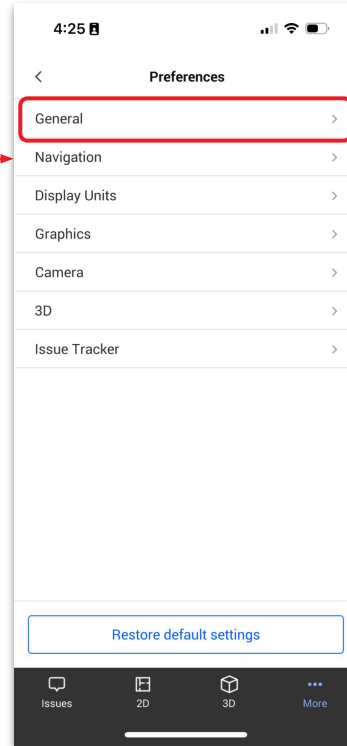 4:25
Preferences
General
Navigation
Display Units
Graphics
Camera
3D
Issue Tracker
Restore default settings
Issues
2D
3D
More